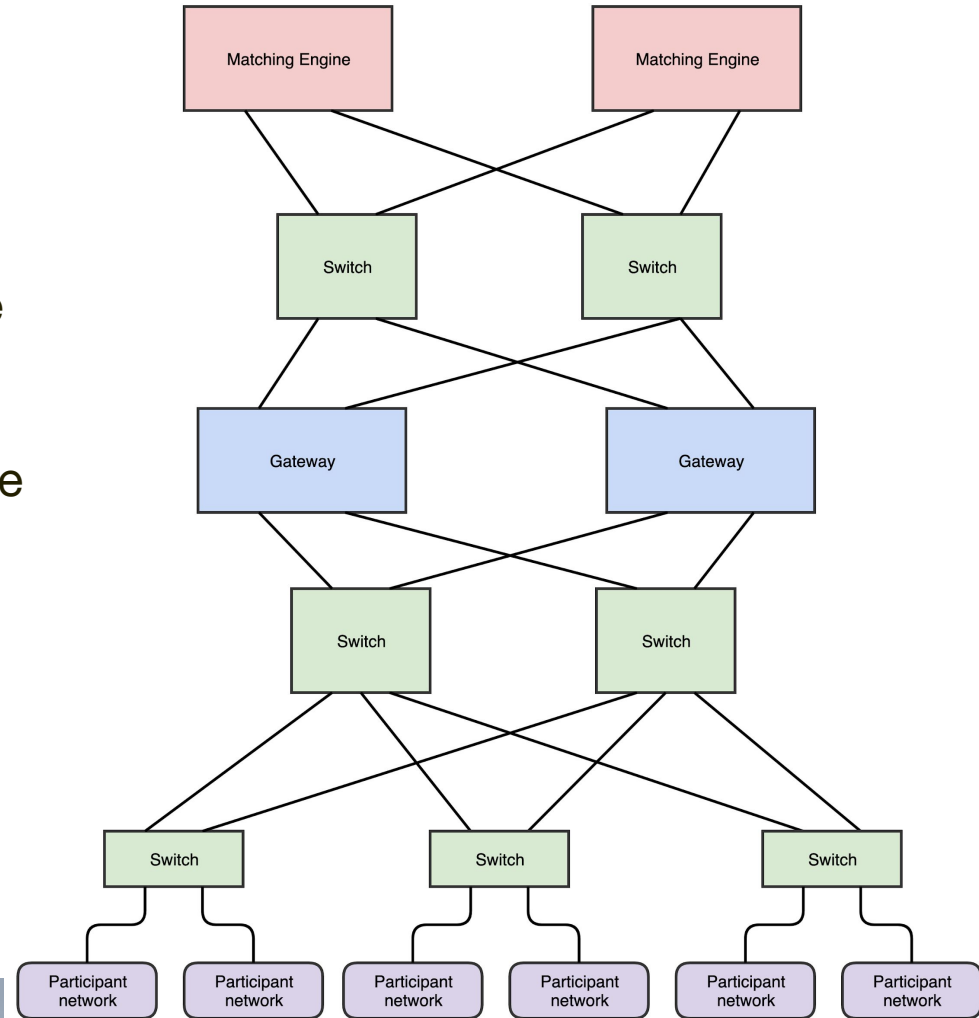 Matching Engine
Matching Engine
Switch
Switch
e
Gateway
Gateway
e
Switch
Switch
Switch
Switch
Switch
Participant
network
Participant
network
Participant
network
Participant
network
Participant
network
Participant
network